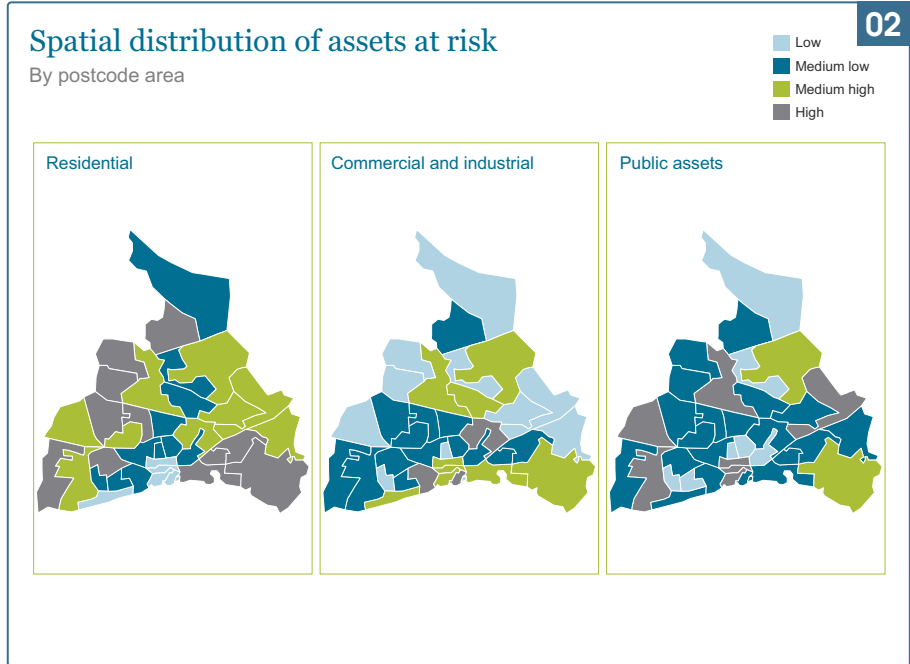 02
Spatial distribution of assets at risk
By postcode area
Low
Medium low
Medium high
High
Residential
Commercial and industrial
Public assets